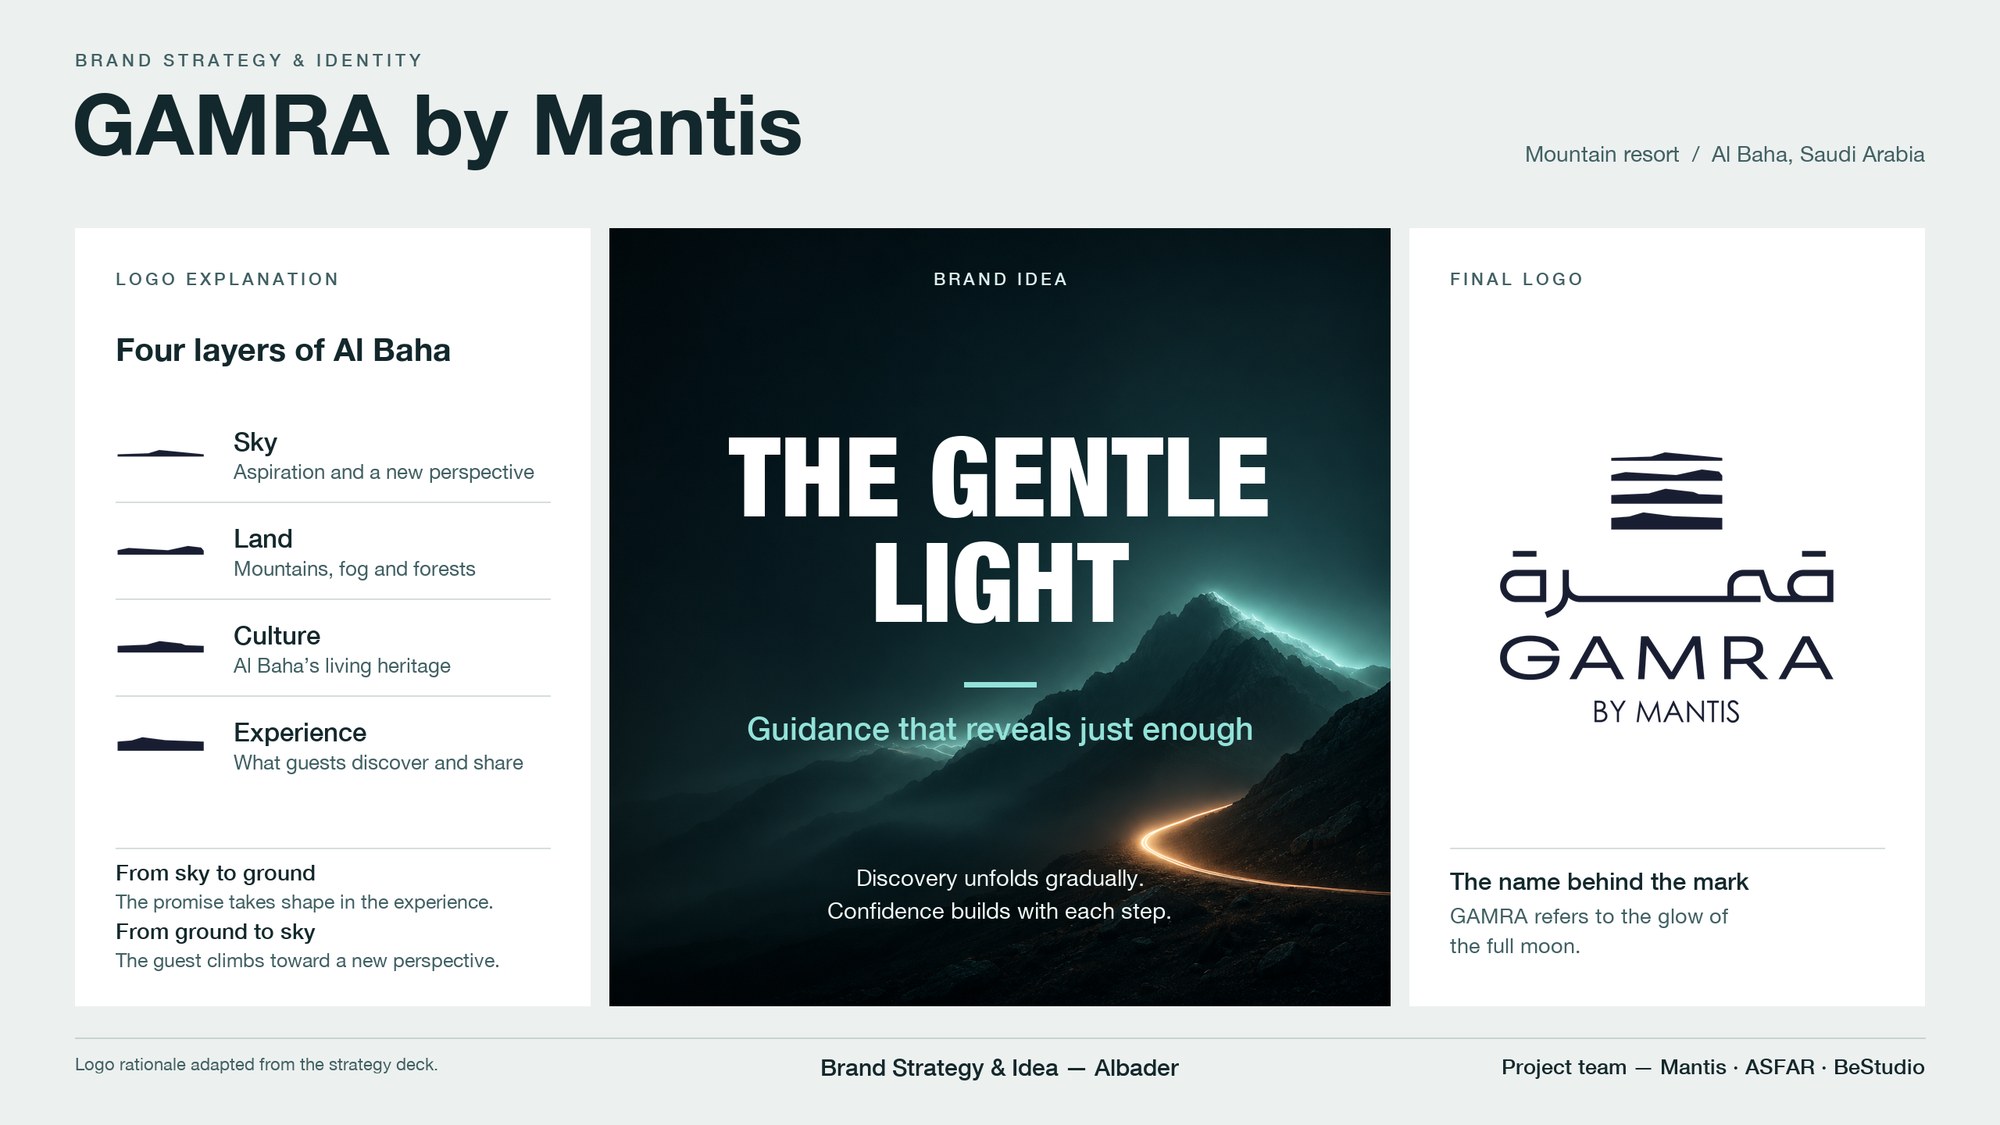 BRAND STRATEGY & IDENTITY
GAMRA by Mantis
Mountain resort / Al Baha, Saudi Arabia
LOGO EXPLANATION
Four layers of Al Baha
Sky
Aspiration and a new perspective
Land
Mountains, fog and forests
Culture
Al Baha’s living heritage
Experience
What guests discover and share
From sky to ground
The promise takes shape in the experience.
From ground to sky
The guest climbs toward a new perspective.
BRAND IDEA
THE GENTLE
LIGHT
Guidance that reveals just enough
Discovery unfolds gradually.
Confidence builds with each step.
FINAL LOGO
قمرة
GAMRA
BY MANTIS
The name behind the mark
GAMRA refers to the glow of
the full moon.
Logo rationale adapted from the strategy deck.
Brand Strategy & Idea — Albader
Project team — Mantis · ASFAR · BeStudio